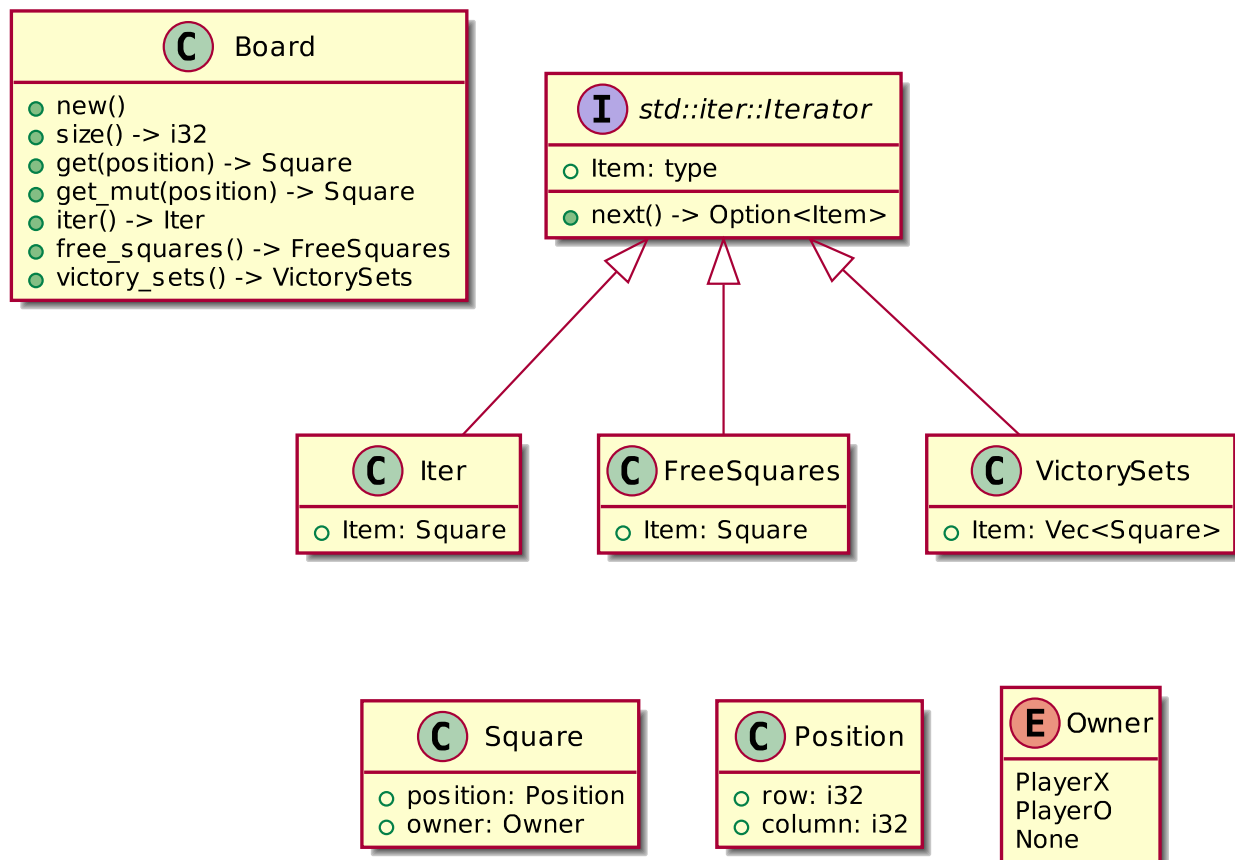 C Board
new()
size() -> i32
get(position) -> Square
get_mut(position) -> Square
iter() -> Iter
free_squares() -> FreeSquares
victory_sets() -> VictorySets
I std::iter::Iterator
Item: type
next() -> Option<Item>
C Iter
Item: Square
C FreeSquares
Item: Square
C VictorySets
Item: Vec<Square>
C Square
position: Position
owner: Owner
C Position
row: i32
column: i32
E Owner
PlayerX
PlayerO
None